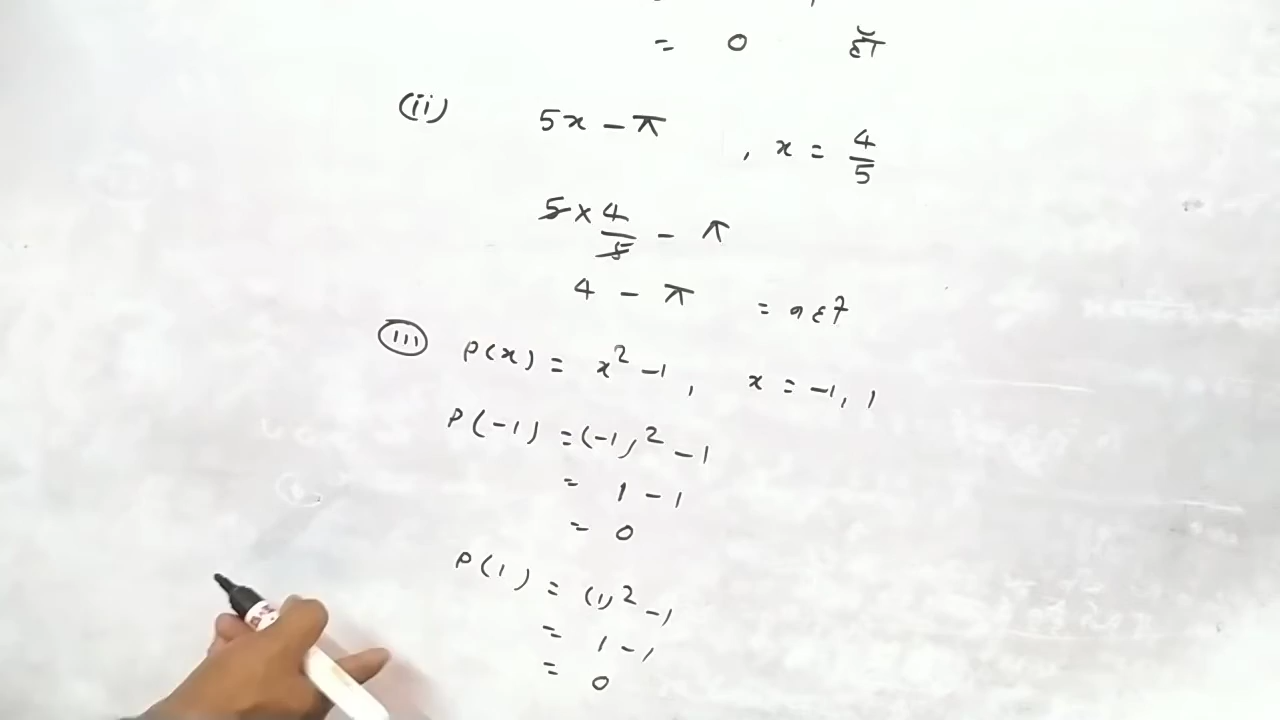 = 0 हाँ
(ii) 5x - π , x = 4/5
5 × 4/5 - π
4 - π = नहीं
(iii) P(x) = x² - 1 , x = -1, 1
P(-1) = (-1)² - 1
= 1 - 1
= 0
P(1) = (1)² - 1
= 1 - 1
= 0